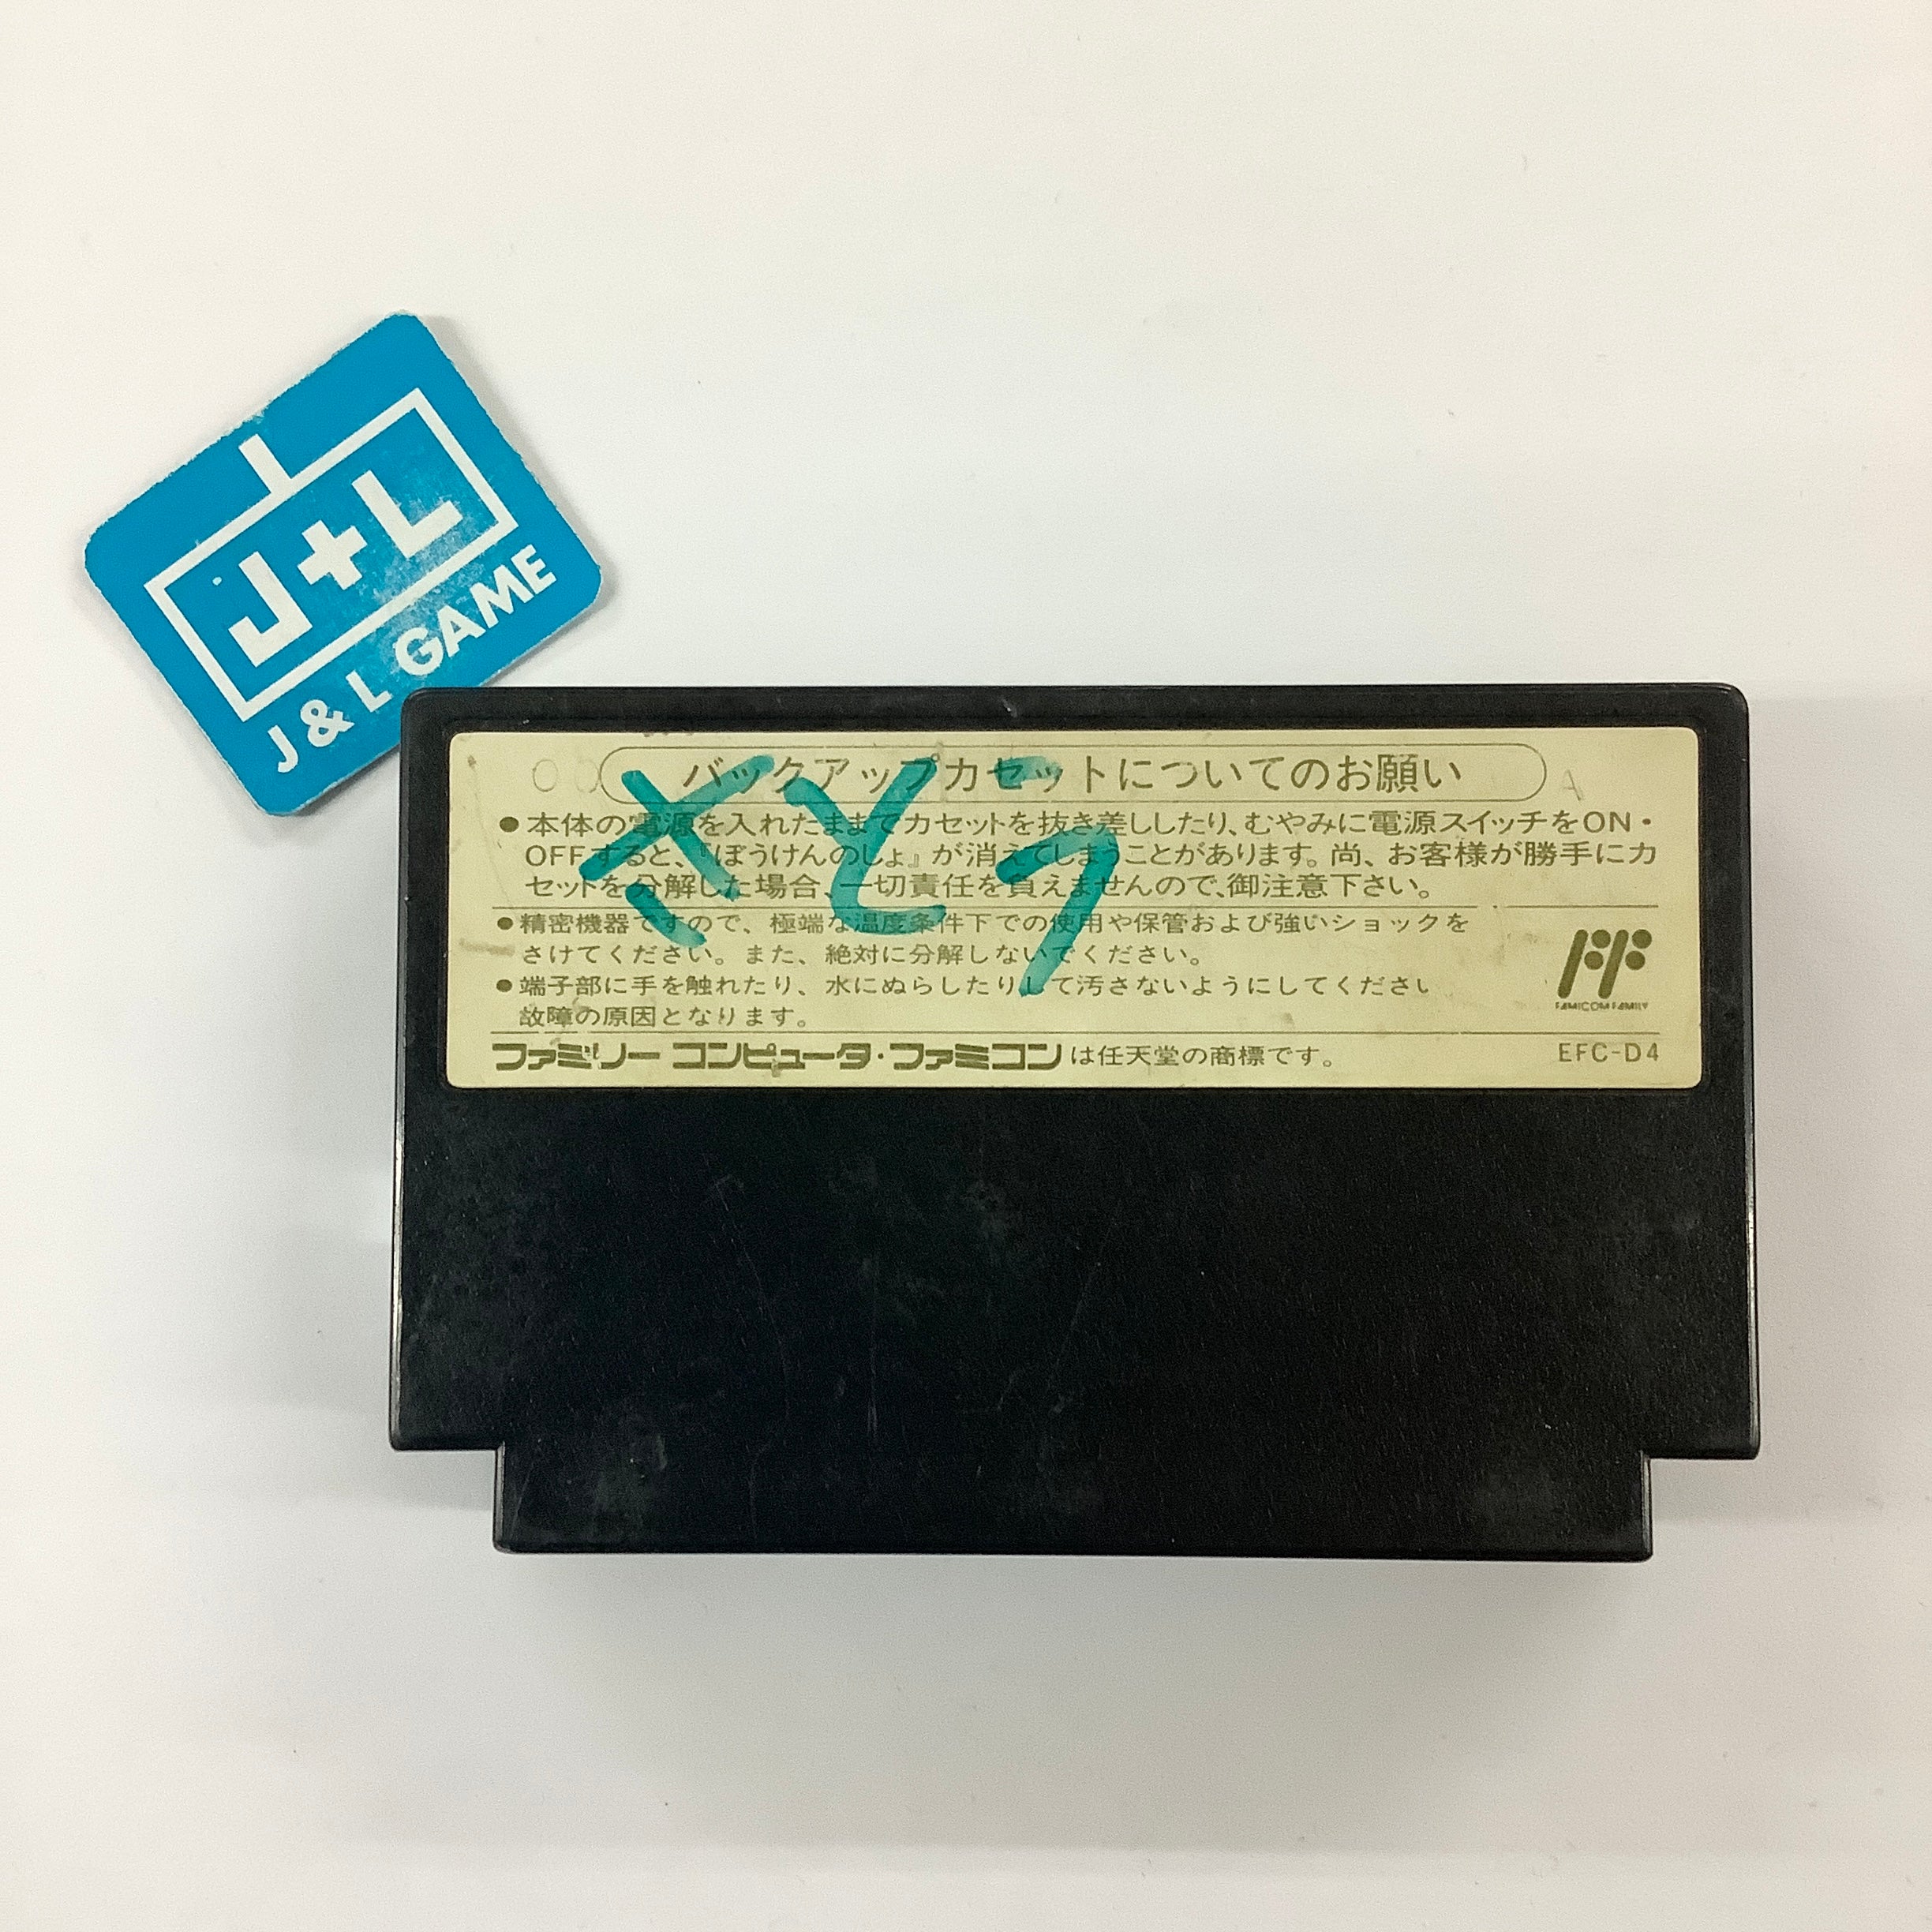 J+L
J & L GAME
バックアップカセットについてのお願い
●本体の電源を入れたままでカセットを抜き差ししたり、むやみに電源スイッチをON・
OFFすると、『ぼうけんのしょ』が消えてしまうことがあります。尚、お客様が勝手にカ
セットを分解した場合、一切責任を負えませんので、御注意下さい。
●精密機器ですので、極端な温度条件下での使用や保管および強いショックを
さけてください。また、絶対に分解しないでください。
●端子部に手を触れたり、水にぬらしたりして汚さないようにしてください
故障の原因となります。
FAMICOM FAMILY
ファミリー コンピュータ・ファミコンは任天堂の商標です。
EFC-D4
さとう